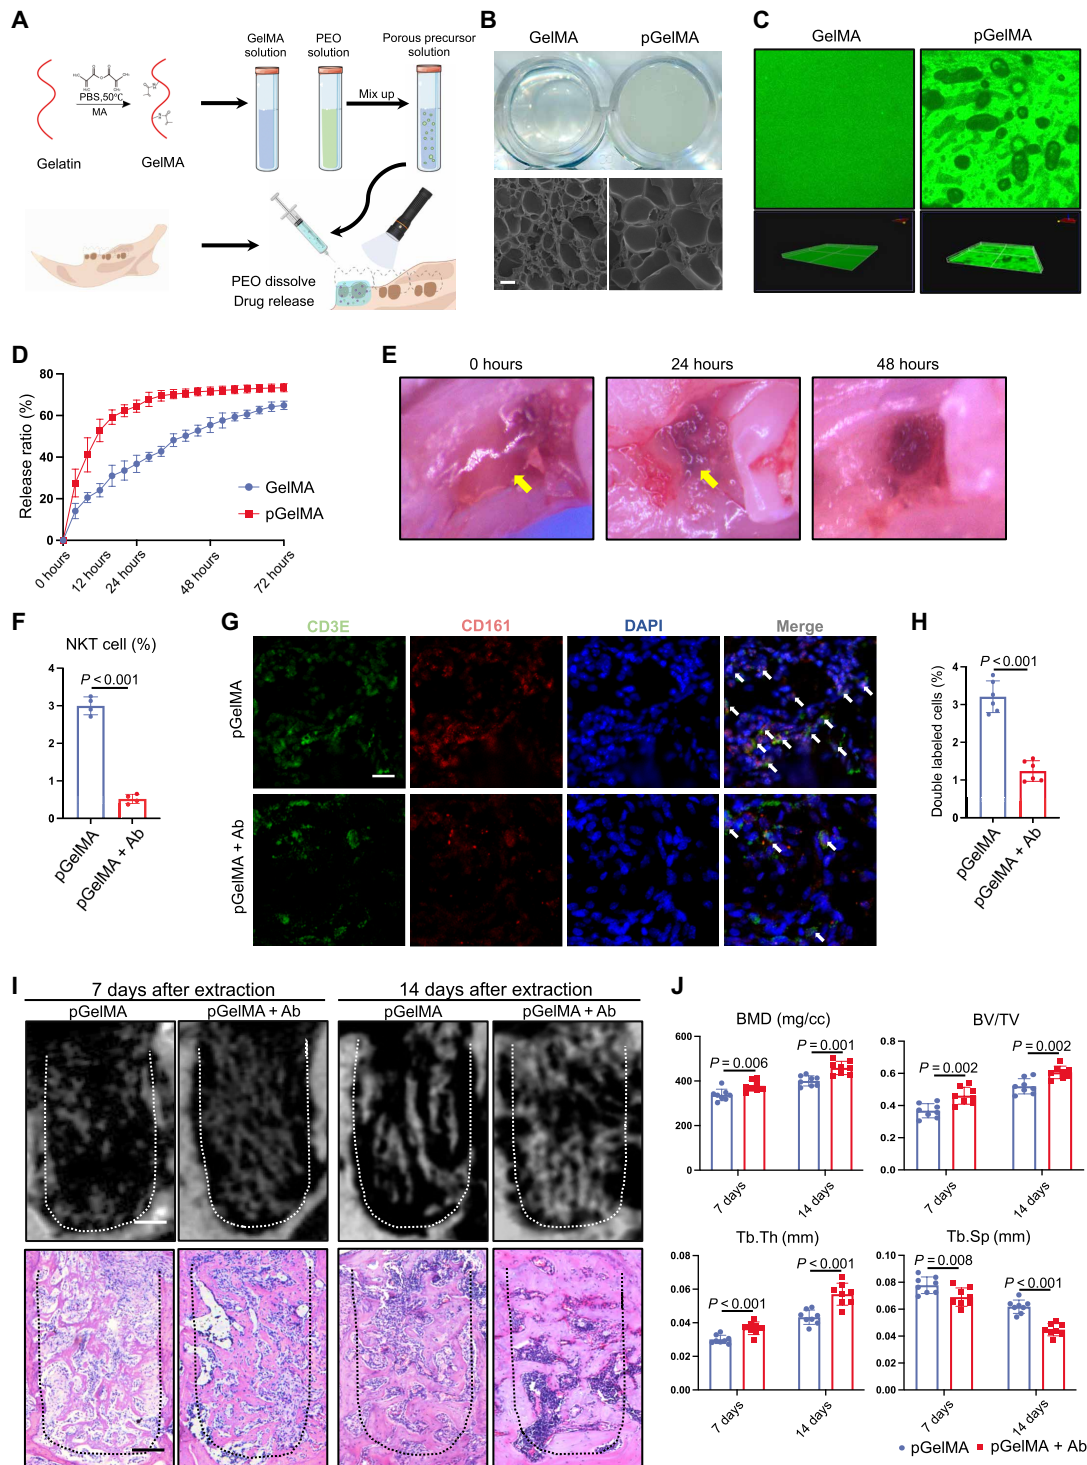 A
GelMA solution
PEO solution
Porous precursor solution
PBS,50°C
MA
Mix up
Gelatin
GelMA
PEO dissolve
Drug release
B
GelMA
pGelMA
C
GelMA
pGelMA
D
Release ratio (%)
80
60
40
20
0
GelMA
pGelMA
0 hours
12 hours
24 hours
48 hours
72 hours
E
0 hours
24 hours
48 hours
F
NKT cell (%)
P < 0.001
4
3
2
1
0
pGelMA
pGelMA + Ab
G
CD3E
CD161
DAPI
Merge
pGelMA
pGelMA + Ab
H
Double labeled cells (%)
P < 0.001
4
3
2
1
0
pGelMA
pGelMA + Ab
I
7 days after extraction
14 days after extraction
pGelMA
pGelMA + Ab
pGelMA
pGelMA + Ab
J
BMD (mg/cc)
600
400
200
0
P = 0.006
P = 0.001
7 days
14 days
BV/TV
0.8
0.6
0.4
0.2
0.0
P = 0.002
P = 0.002
7 days
14 days
Tb.Th (mm)
0.08
0.06
0.04
0.02
0.00
P < 0.001
P < 0.001
7 days
14 days
Tb.Sp (mm)
0.10
0.08
0.06
0.04
0.02
0.00
P = 0.008
P < 0.001
7 days
14 days
pGelMA
pGelMA + Ab